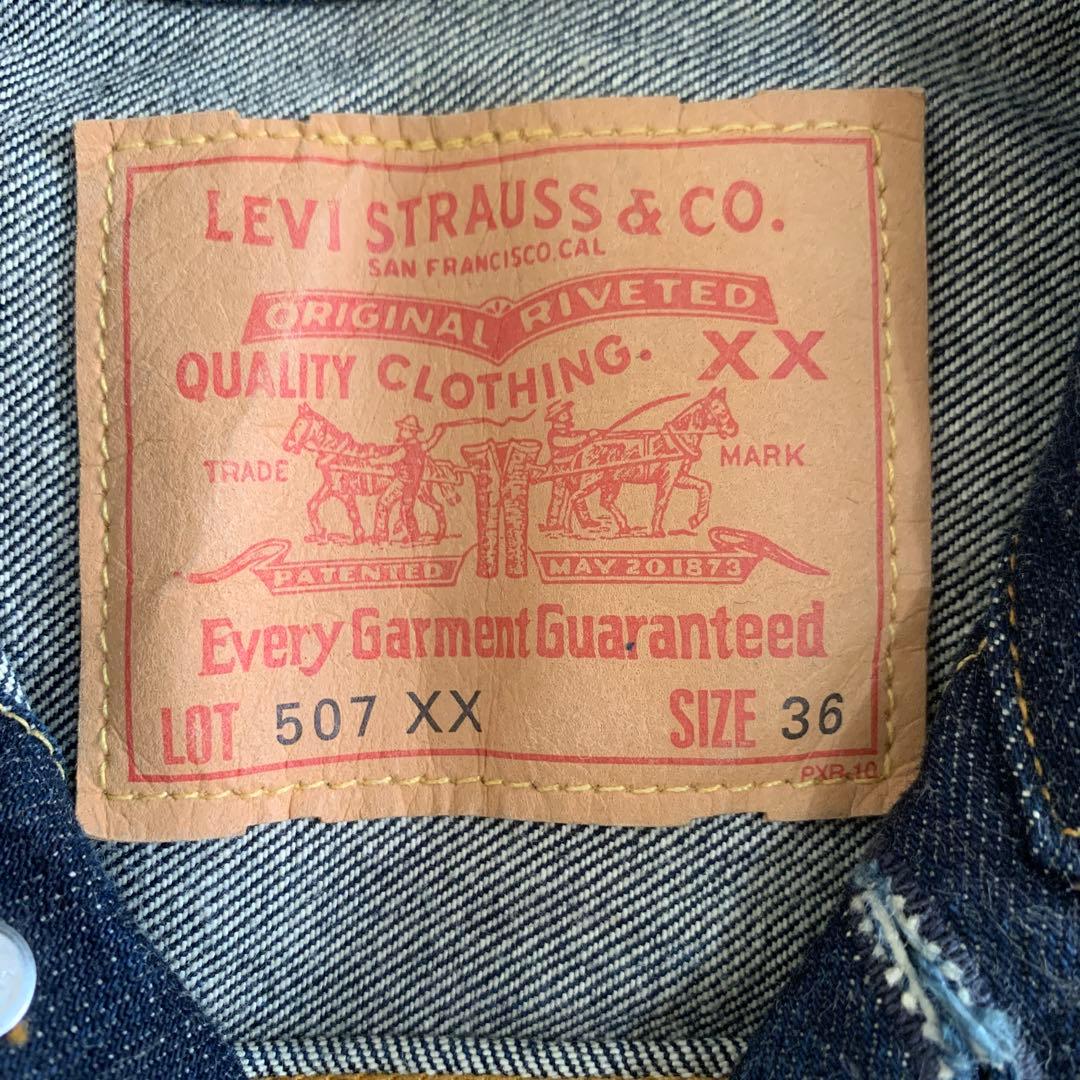 LEVI STRAUSS & CO.
SAN FRANCISCO.CAL
ORIGINAL RIVETED
QUALITY CLOTHING. XX
TRADE MARK
PATENTED MAY 20 1873
Every Garment Guaranteed
LOT 507 XX SIZE 36
PXP-10